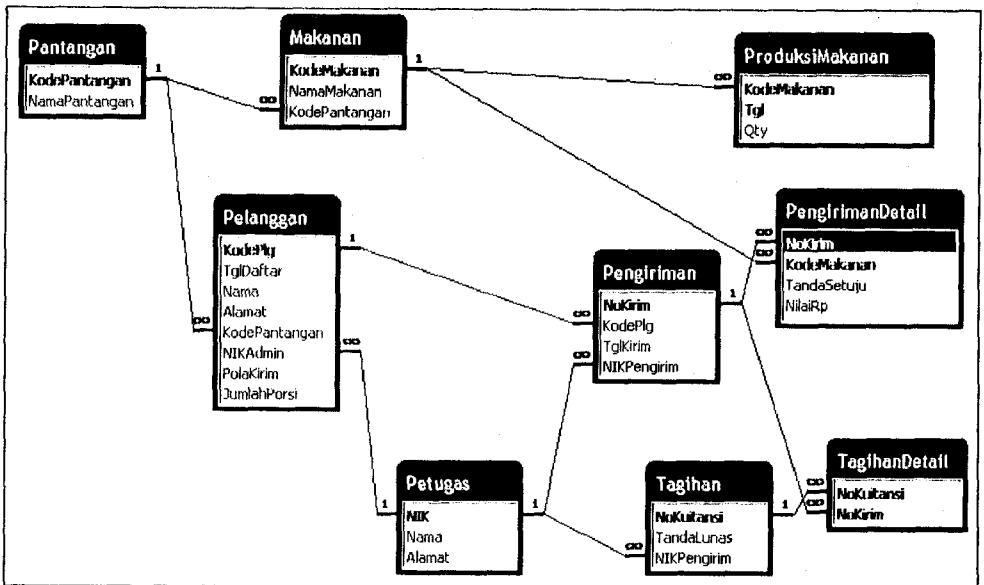 Pantangan
KodePantangan
NamaPantangan
1
∞
Makanan
KodeMakanan
NamaMakanan
KodePantangan
1
∞
ProduksiMakanan
KodeMakanan
Tgl
Qty
Pelanggan
KodePlg
TglDaftar
Nama
Alamat
KodePantangan
NIKAdmin
PolaKirim
JumlahPorsi
1
∞
∞
Pengiriman
NoKirim
KodePlg
TglKirim
NIKPengirim
∞
∞
1
PengirimanDetail
NoKirim
KodeMakanan
TandaSetuju
NilaiRp
∞
∞
Petugas
NIK
Nama
Alamat
1
1
Tagihan
NoKuitansi
TandaLunas
NIKPengirim
∞
1
TagihanDetail
NoKuitansi
NoKirim
∞
∞